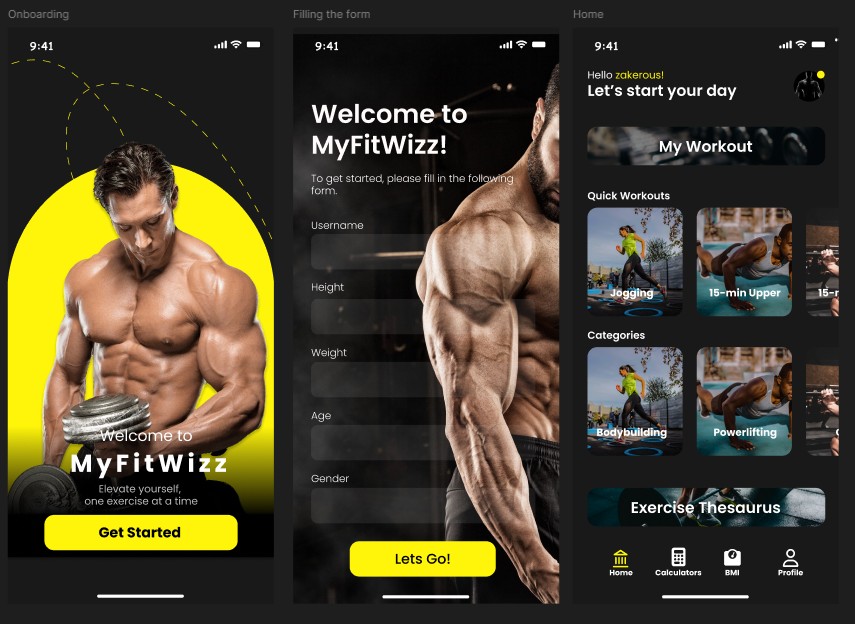 Onboarding
9:41
Welcome to
MyFitWizz
Elevate yourself,
one exercise at a time
Get Started
Filling the form
9:41
Welcome to
MyFitWizz!
To get started, please fill in the following
form.
Username
Height
Weight
Age
Gender
Lets Go!
Home
9:41
Hello zakerous!
Let's start your day
My Workout
Quick Workouts
Jogging
15-min Upper
Categories
Bodybuilding
Powerlifting
Exercise Thesaurus
Home
Calculators
BMI
Profile